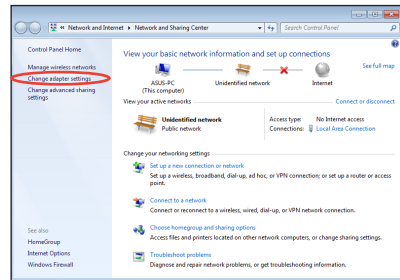 « Network and Internet ▸ Network and Sharing Center
Search Control Panel
Control Panel Home
Manage wireless networks
Change adapter settings
Change advanced sharing
settings
See also
HomeGroup
Internet Options
Windows Firewall
View your basic network information and set up connections
See full map
ASUS-PC
(This computer)
Unidentified network
Internet
View your active networks
Connect or disconnect
Unidentified network
Public network
Access type: No Internet access
Connections: Local Area Connection
Change your networking settings
Set up a new connection or network
Set up a wireless, broadband, dial-up, ad hoc, or VPN connection; or set up a router or access
point.
Connect to a network
Connect or reconnect to a wireless, wired, dial-up, or VPN network connection.
Choose homegroup and sharing options
Access files and printers located on other network computers, or change sharing settings.
Troubleshoot problems
Diagnose and repair network problems, or get troubleshooting information.